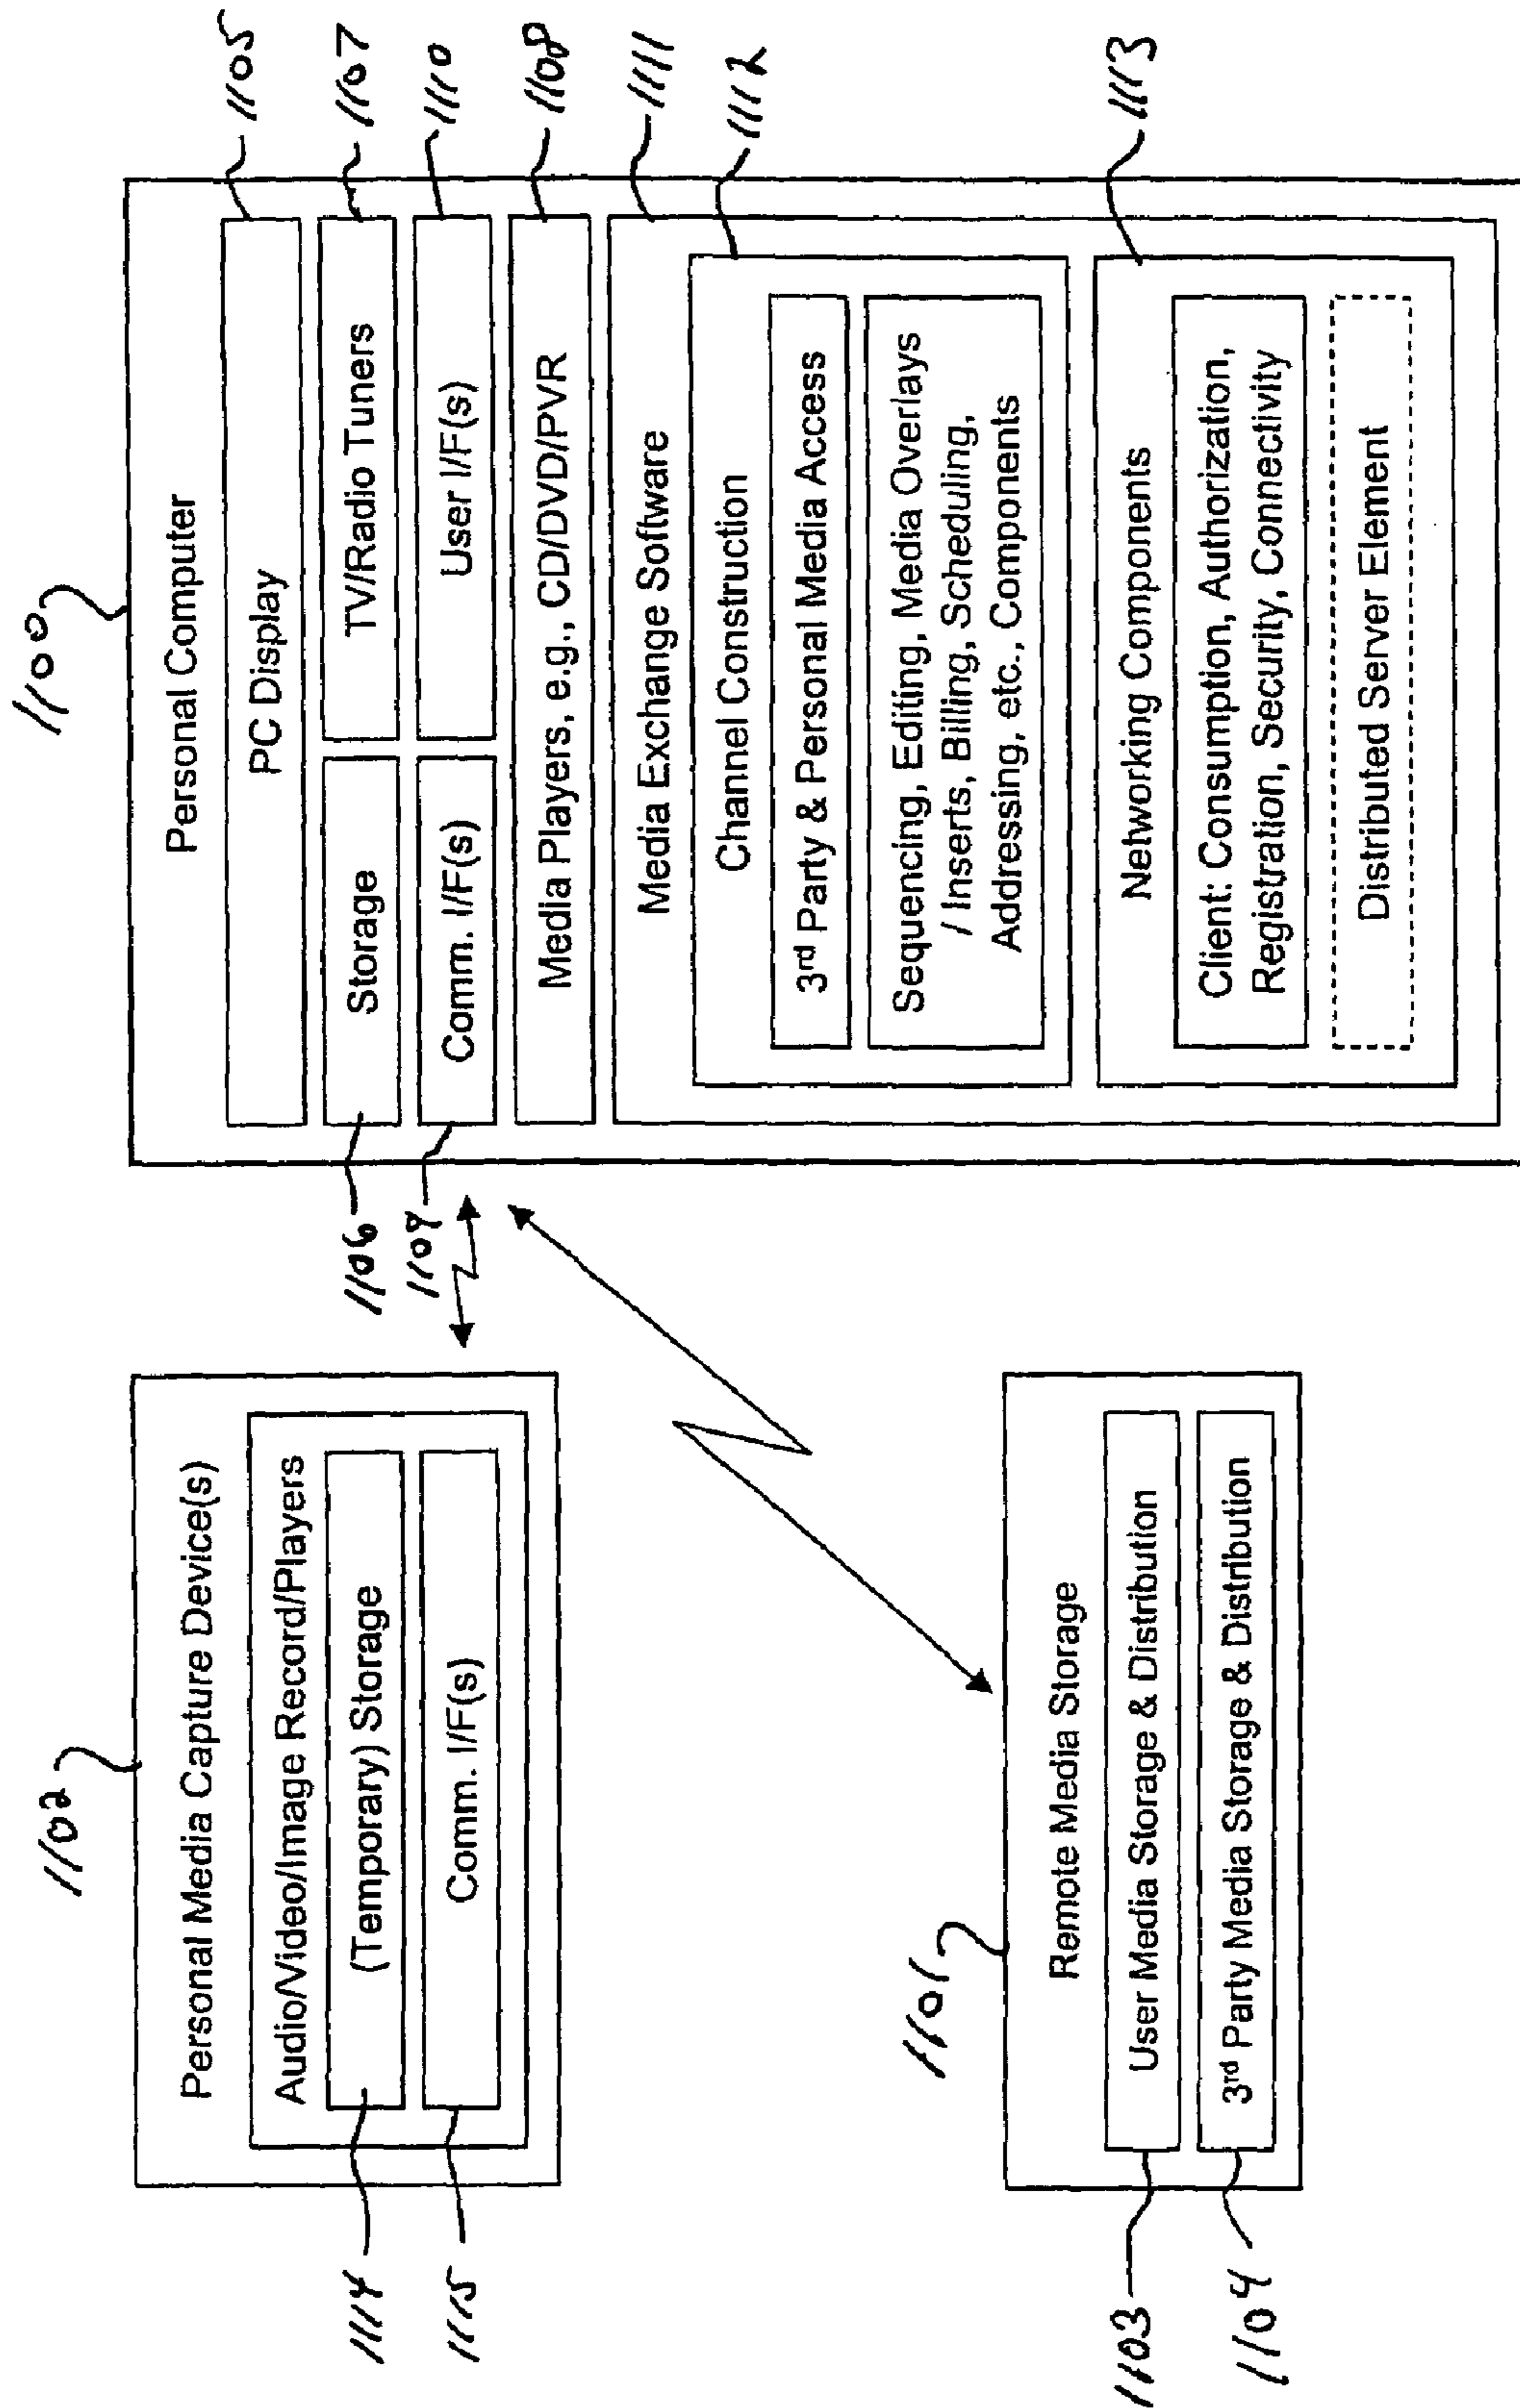 1102
Personal Media Capture Device(s)
Audio/Video/Image Record/Players
1114
(Temporary) Storage
1115
Comm. I/F(s)
1101
Remote Media Storage
1103
User Media Storage & Distribution
1104
3rd Party Media Storage & Distribution
1100
Personal Computer
PC Display
1105
1106
Storage
TV/Radio Tuners
1107
1109
Comm. I/F(s)
User I/F(s)
1110
Media Players, e.g., CD/DVD/PVR
1108
Media Exchange Software
1111
Channel Construction
1112
3rd Party & Personal Media Access
Sequencing, Editing, Media Overlays
/ Inserts, Billing, Scheduling,
Addressing, etc., Components
Networking Components
1113
Client: Consumption, Authorization,
Registration, Security, Connectivity
Distributed Server Element